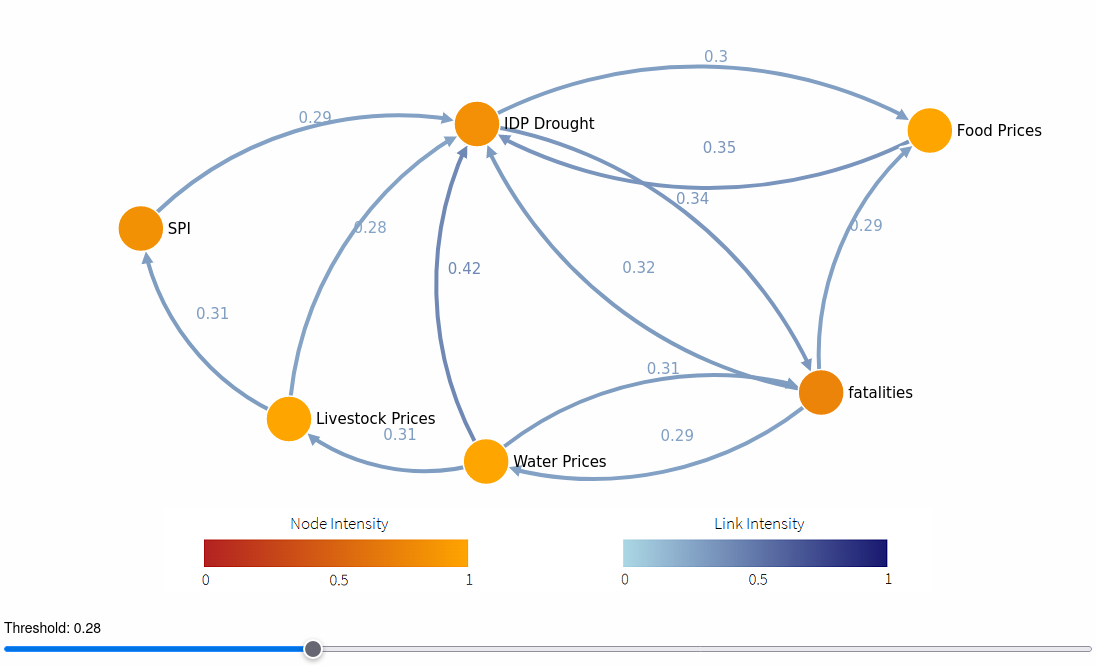 0.3
0.29
IDP Drought
Food Prices
0.35
0.34
SPI
0.28
0.29
0.42
0.32
0.31
0.31
fatalities
Livestock Prices
0.31
0.29
Water Prices
Node Intensity
Link Intensity
0
0.5
1
0
0.5
1
Threshold: 0.28